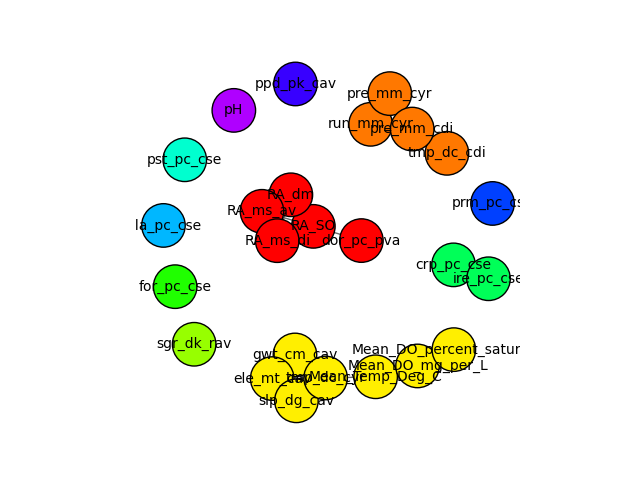 ppd_pk_cav
pre_mm_cyr
pH
run_mm_cyr
pre_mm_cdi
tmp_dc_cdi
pst_pc_cse
RA_dm
prm_pc_cs
RA_ms_av
la_pc_cse
RA_SO
RA_ms_di
dor_pc_pva
crp_pc_cse
ire_pc_cse
for_pc_cse
sgr_dk_rav
Mean_DO_percent_satur
gwt_cm_cav
Mean_DO_mg_per_L
ele_mt_cav
tmp_dc_cyr
Mean_Temp_Deg_C
slp_dg_cav